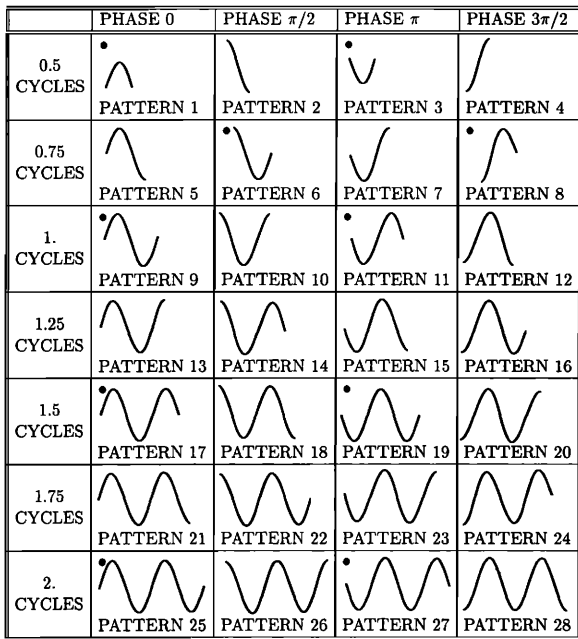 PHASE 0 PHASE π/2 PHASE π PHASE 3π/2
0.5 CYCLES
PATTERN 1 PATTERN 2 PATTERN 3 PATTERN 4
0.75 CYCLES
PATTERN 5 PATTERN 6 PATTERN 7 PATTERN 8
1. CYCLES
PATTERN 9 PATTERN 10 PATTERN 11 PATTERN 12
1.25 CYCLES
PATTERN 13 PATTERN 14 PATTERN 15 PATTERN 16
1.5 CYCLES
PATTERN 17 PATTERN 18 PATTERN 19 PATTERN 20
1.75 CYCLES
PATTERN 21 PATTERN 22 PATTERN 23 PATTERN 24
2. CYCLES
PATTERN 25 PATTERN 26 PATTERN 27 PATTERN 28